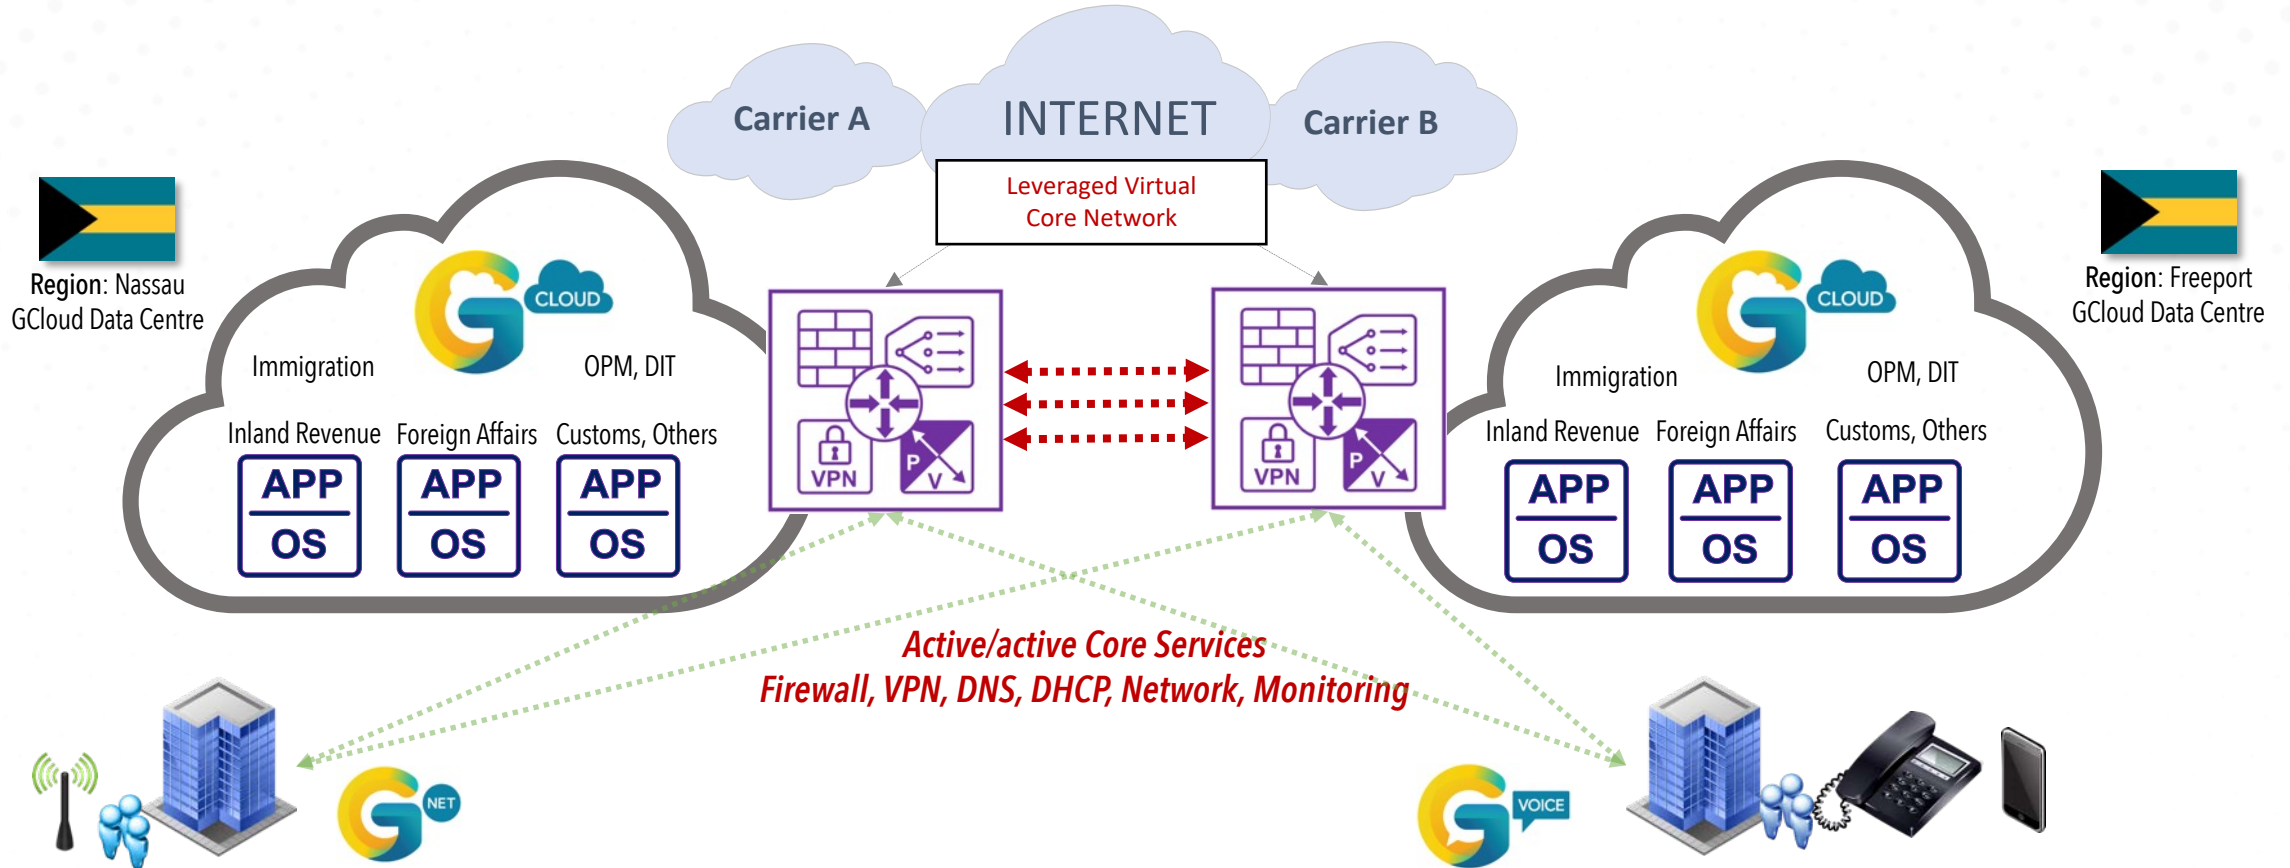 Carrier A
INTERNET
Carrier B
Leveraged Virtual
Core Network
Region: Nassau
GCloud Data Centre
CLOUD
Immigration
OPM, DIT
Inland Revenue
Foreign Affairs
Customs, Others
APP
OS
APP
OS
APP
OS
VPN
P
V
VPN
P
V
Region: Freeport
GCloud Data Centre
CLOUD
Immigration
OPM, DIT
Inland Revenue
Foreign Affairs
Customs, Others
APP
OS
APP
OS
APP
OS
Active/active Core Services
Firewall, VPN, DNS, DHCP, Network, Monitoring
G NET
G VOICE